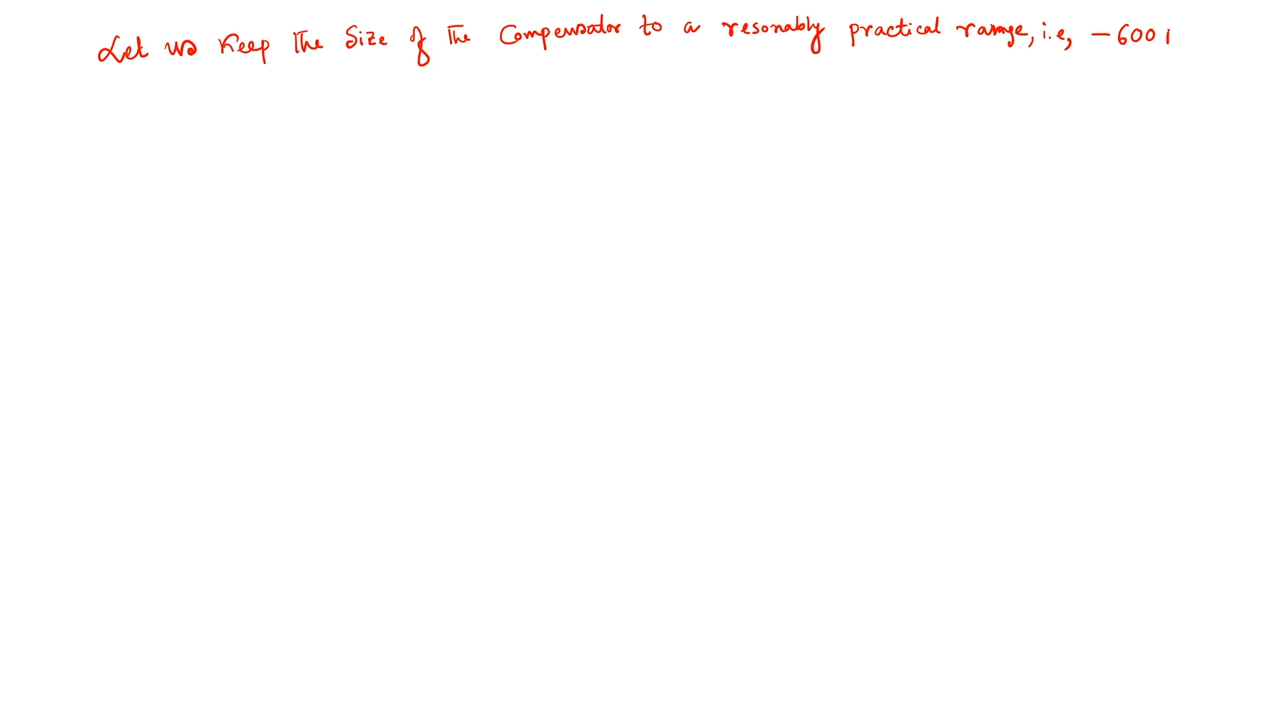 Let us keep the Size of the Compensator to a resonably practical range, i.e, - 600